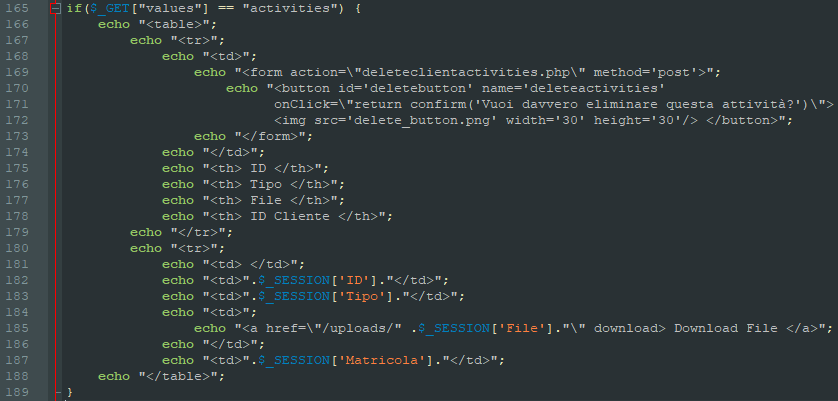 165 if($_GET["values"] == "activities") {
166 echo "<table>";
167 echo "<tr>";
168 echo "<td>";
169 echo "<form action=\"deleteclientactivities.php\" method='post'>";
170 echo "<button id='deletebutton' name='deleteactivities'
171 onClick=\"return confirm('Vuoi davvero eliminare questa attività?')\">
172 <img src='delete_button.png' width='30' height='30'/> </button>";
173 echo "</form>";
174 echo "</td>";
175 echo "<th> ID </th>";
176 echo "<th> Tipo </th>";
177 echo "<th> File </th>";
178 echo "<th> ID Cliente </th>";
179 echo "</tr>";
180 echo "<tr>";
181 echo "<td> </td>";
182 echo "<td>".$_SESSION['ID']."</td>";
183 echo "<td>".$_SESSION['Tipo']."</td>";
184 echo "<td>";
185 echo "<a href=\"/uploads/" .$_SESSION['File']."\" download> Download File </a>";
186 echo "</td>";
187 echo "<td>".$_SESSION['Matricola']."</td>";
188 echo "</table>";
189 }